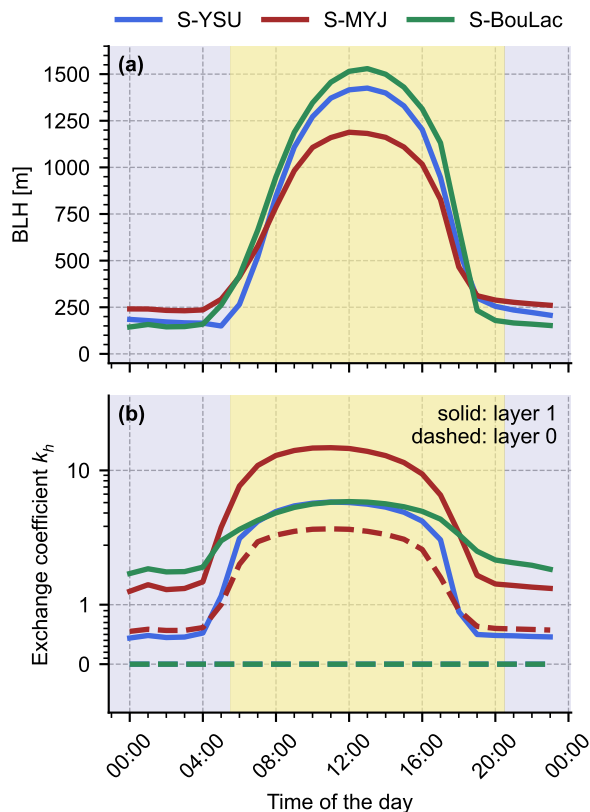 S-YSU S-MYJ S-BouLac
(a)
1500
1250
1000
750
500
250
0
BLH [m]
(b)
solid: layer 1
dashed: layer 0
10
1
0
Exchange coefficient kh
00:00 04:00 08:00 12:00 16:00 20:00 00:00
Time of the day